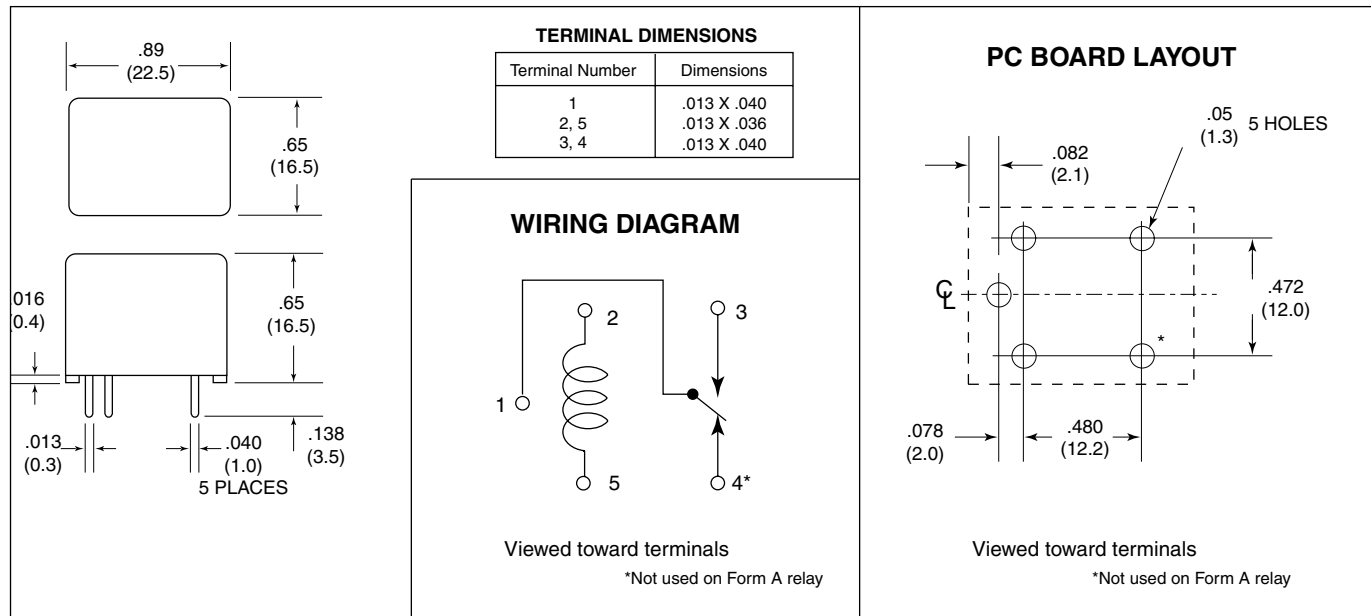 .89
(22.5)
.65
(16.5)
.016
(0.4)
.65
(16.5)
.013
(0.3)
.040
(1.0)
5 PLACES
.138
(3.5)
TERMINAL DIMENSIONS
Terminal Number Dimensions
1 .013 X .040
2, 5 .013 X .036
3, 4 .013 X .040
WIRING DIAGRAM
2
3
1
5
4*
Viewed toward terminals
*Not used on Form A relay
PC BOARD LAYOUT
.05
(1.3)
5 HOLES
.082
(2.1)
CL
.472
(12.0)
*
.078
(2.0)
.480
(12.2)
Viewed toward terminals
*Not used on Form A relay